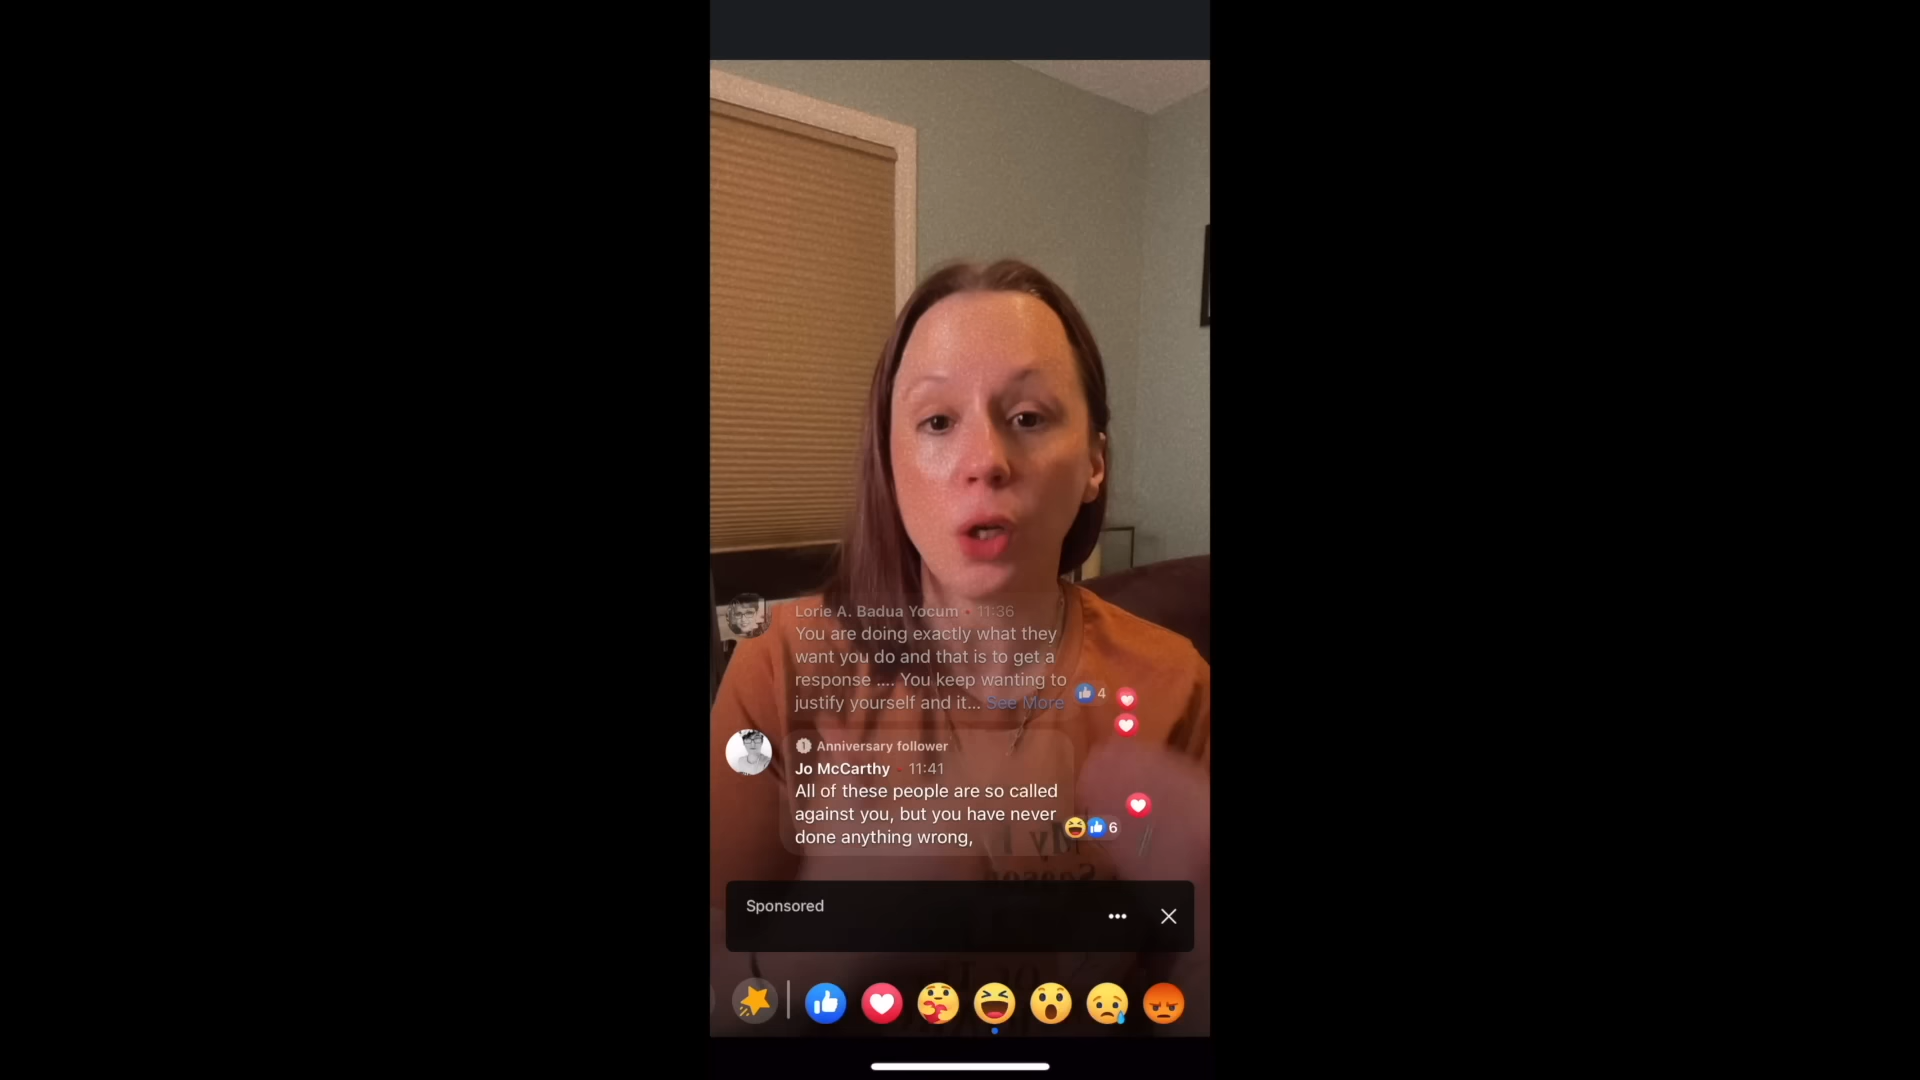 Lorie A. Badua Yocum • 11:36
You are doing exactly what they
want you do and that is to get a
response .... You keep wanting to
justify yourself and it... See More
4
Anniversary follower
Jo McCarthy • 11:41
All of these people are so called
against you, but you have never
done anything wrong,
6
My
Season
Sponsored